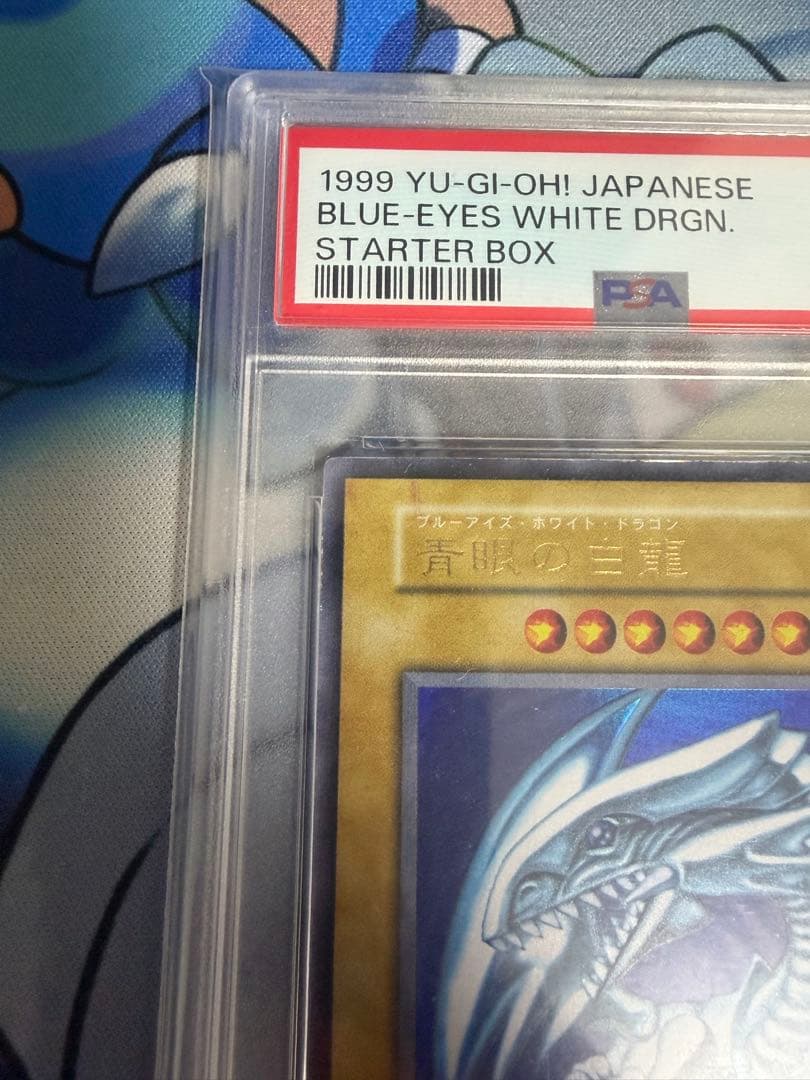 1999 YU-GI-OH! JAPANESE
BLUE-EYES WHITE DRGN.
STARTER BOX
PSA
ブルーアイズ・ホワイト・ドラゴン
青眼の白龍